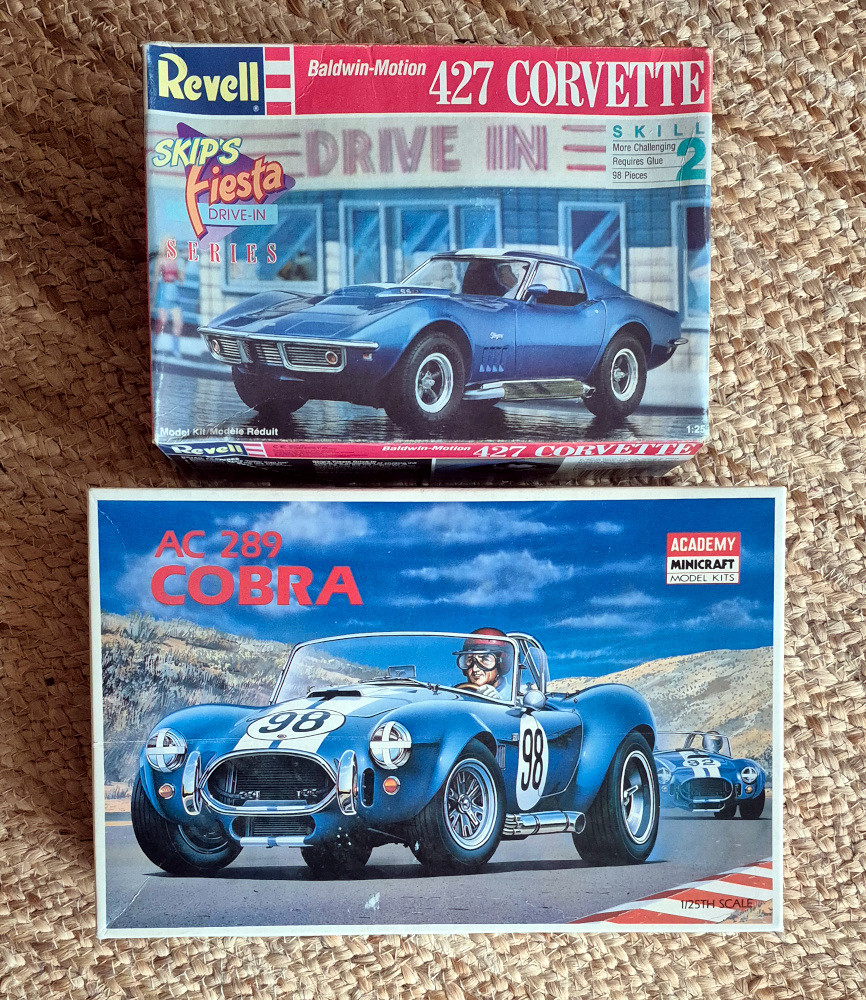 Revell
Baldwin-Motion 427 CORVETTE
SKIP'S
Fiesta
DRIVE-IN
SERIES
DRIVE IN
SKILL
2
More Challenging
Requires Glue
98 Pieces
Model Kit/Modèle Réduit
1:25
Revell
Baldwin-Motion 427 CORVETTE
AC 289
COBRA
ACADEMY
MINICRAFT
MODEL KITS
98
98
32
1/25TH SCALE